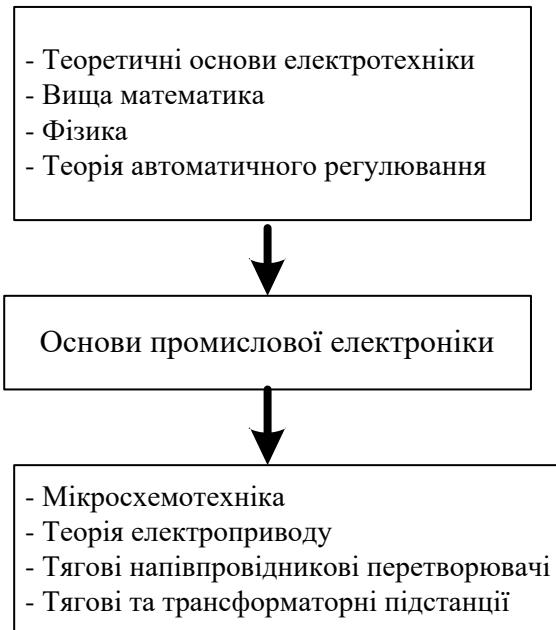 - Теоретичні основи електротехніки
- Вища математика
- Фізика
- Теорія автоматичного регулювання
Основи промислової електроніки
- Мікросхемотехніка
- Теорія електроприводу
- Тягові напівпровідникові перетворювачі
- Тягові та трансформаторні підстанції